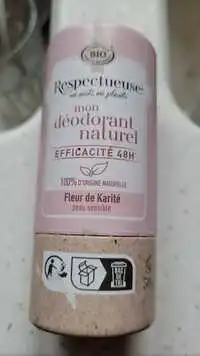 BIO
Respectueuse
mon
déodorant
naturel
EFFICACITÉ 48H
100% D'ORIGINE NATURELLE
Fleur de Karité
peau sensible